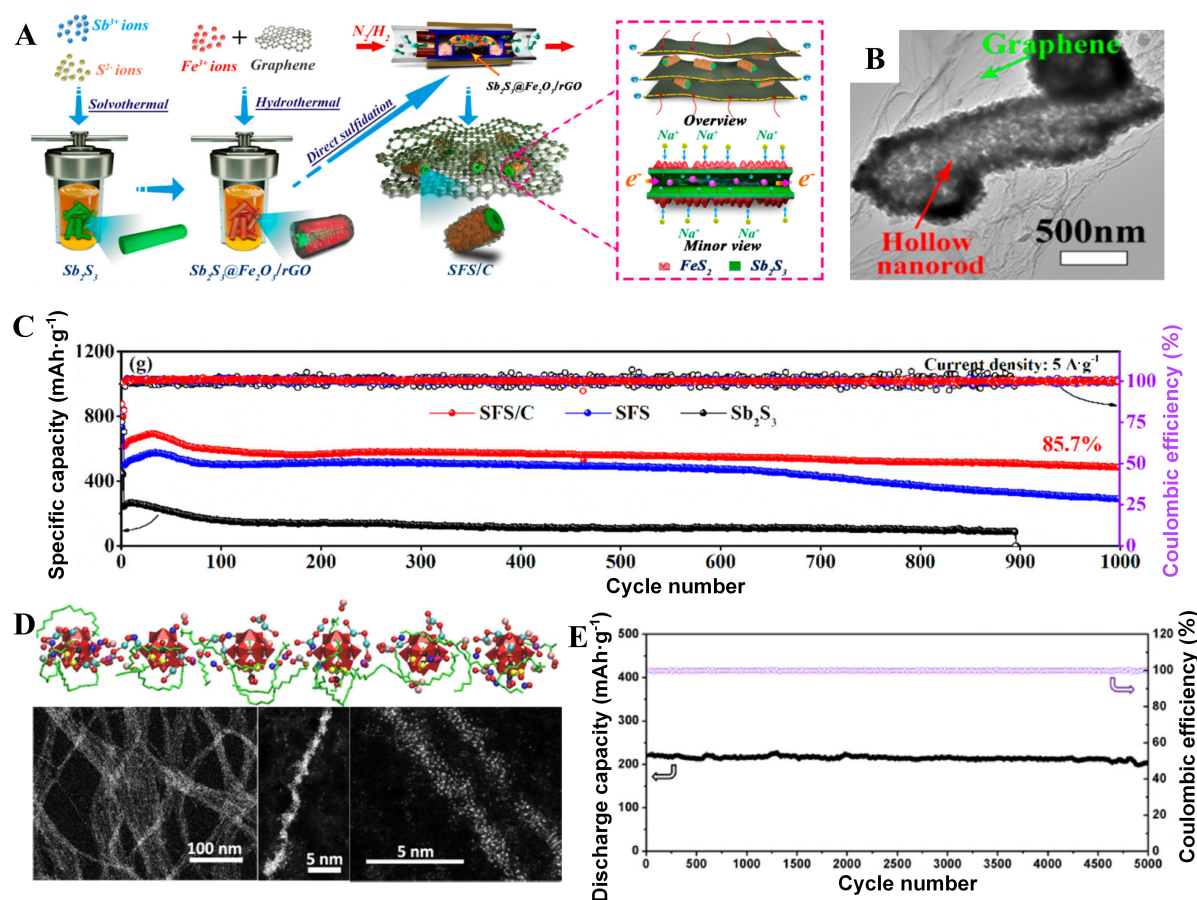 A
Sb³⁺ ions
S²⁻ ions
Solvothermal
Sb₂S₃
Fe³⁺ ions
+
Graphene
Hydrothermal
Sb₂S₃@Fe₂O₃/rGO
Direct sulfidation
N₂/H₂
Sb₂S₃@Fe₂O₃/rGO
SFS/C
Overview
Na⁺ Na⁺ Na⁺
e⁻ e⁻
Na⁺ Na⁺
Minor view
FeS₂ Sb₂S₃
B
Graphene
Hollow
nanorod
500nm
C
(g)
Current density: 5 A·g⁻¹
SFS/C SFS Sb₂S₃
85.7%
Specific capacity (mAh·g⁻¹)
1200
800
400
0
Coulombic efficiency (%)
100
75
50
25
0
0 100 200 300 400 500 600 700 800 900 1000
Cycle number
D
100 nm
5 nm
5 nm
E
Discharge capacity (mAh·g⁻¹)
500
400
300
200
100
0
Coulombic efficiency (%)
120
100
80
60
40
20
0
0 500 1000 1500 2000 2500 3000 3500 4000 4500 5000
Cycle number